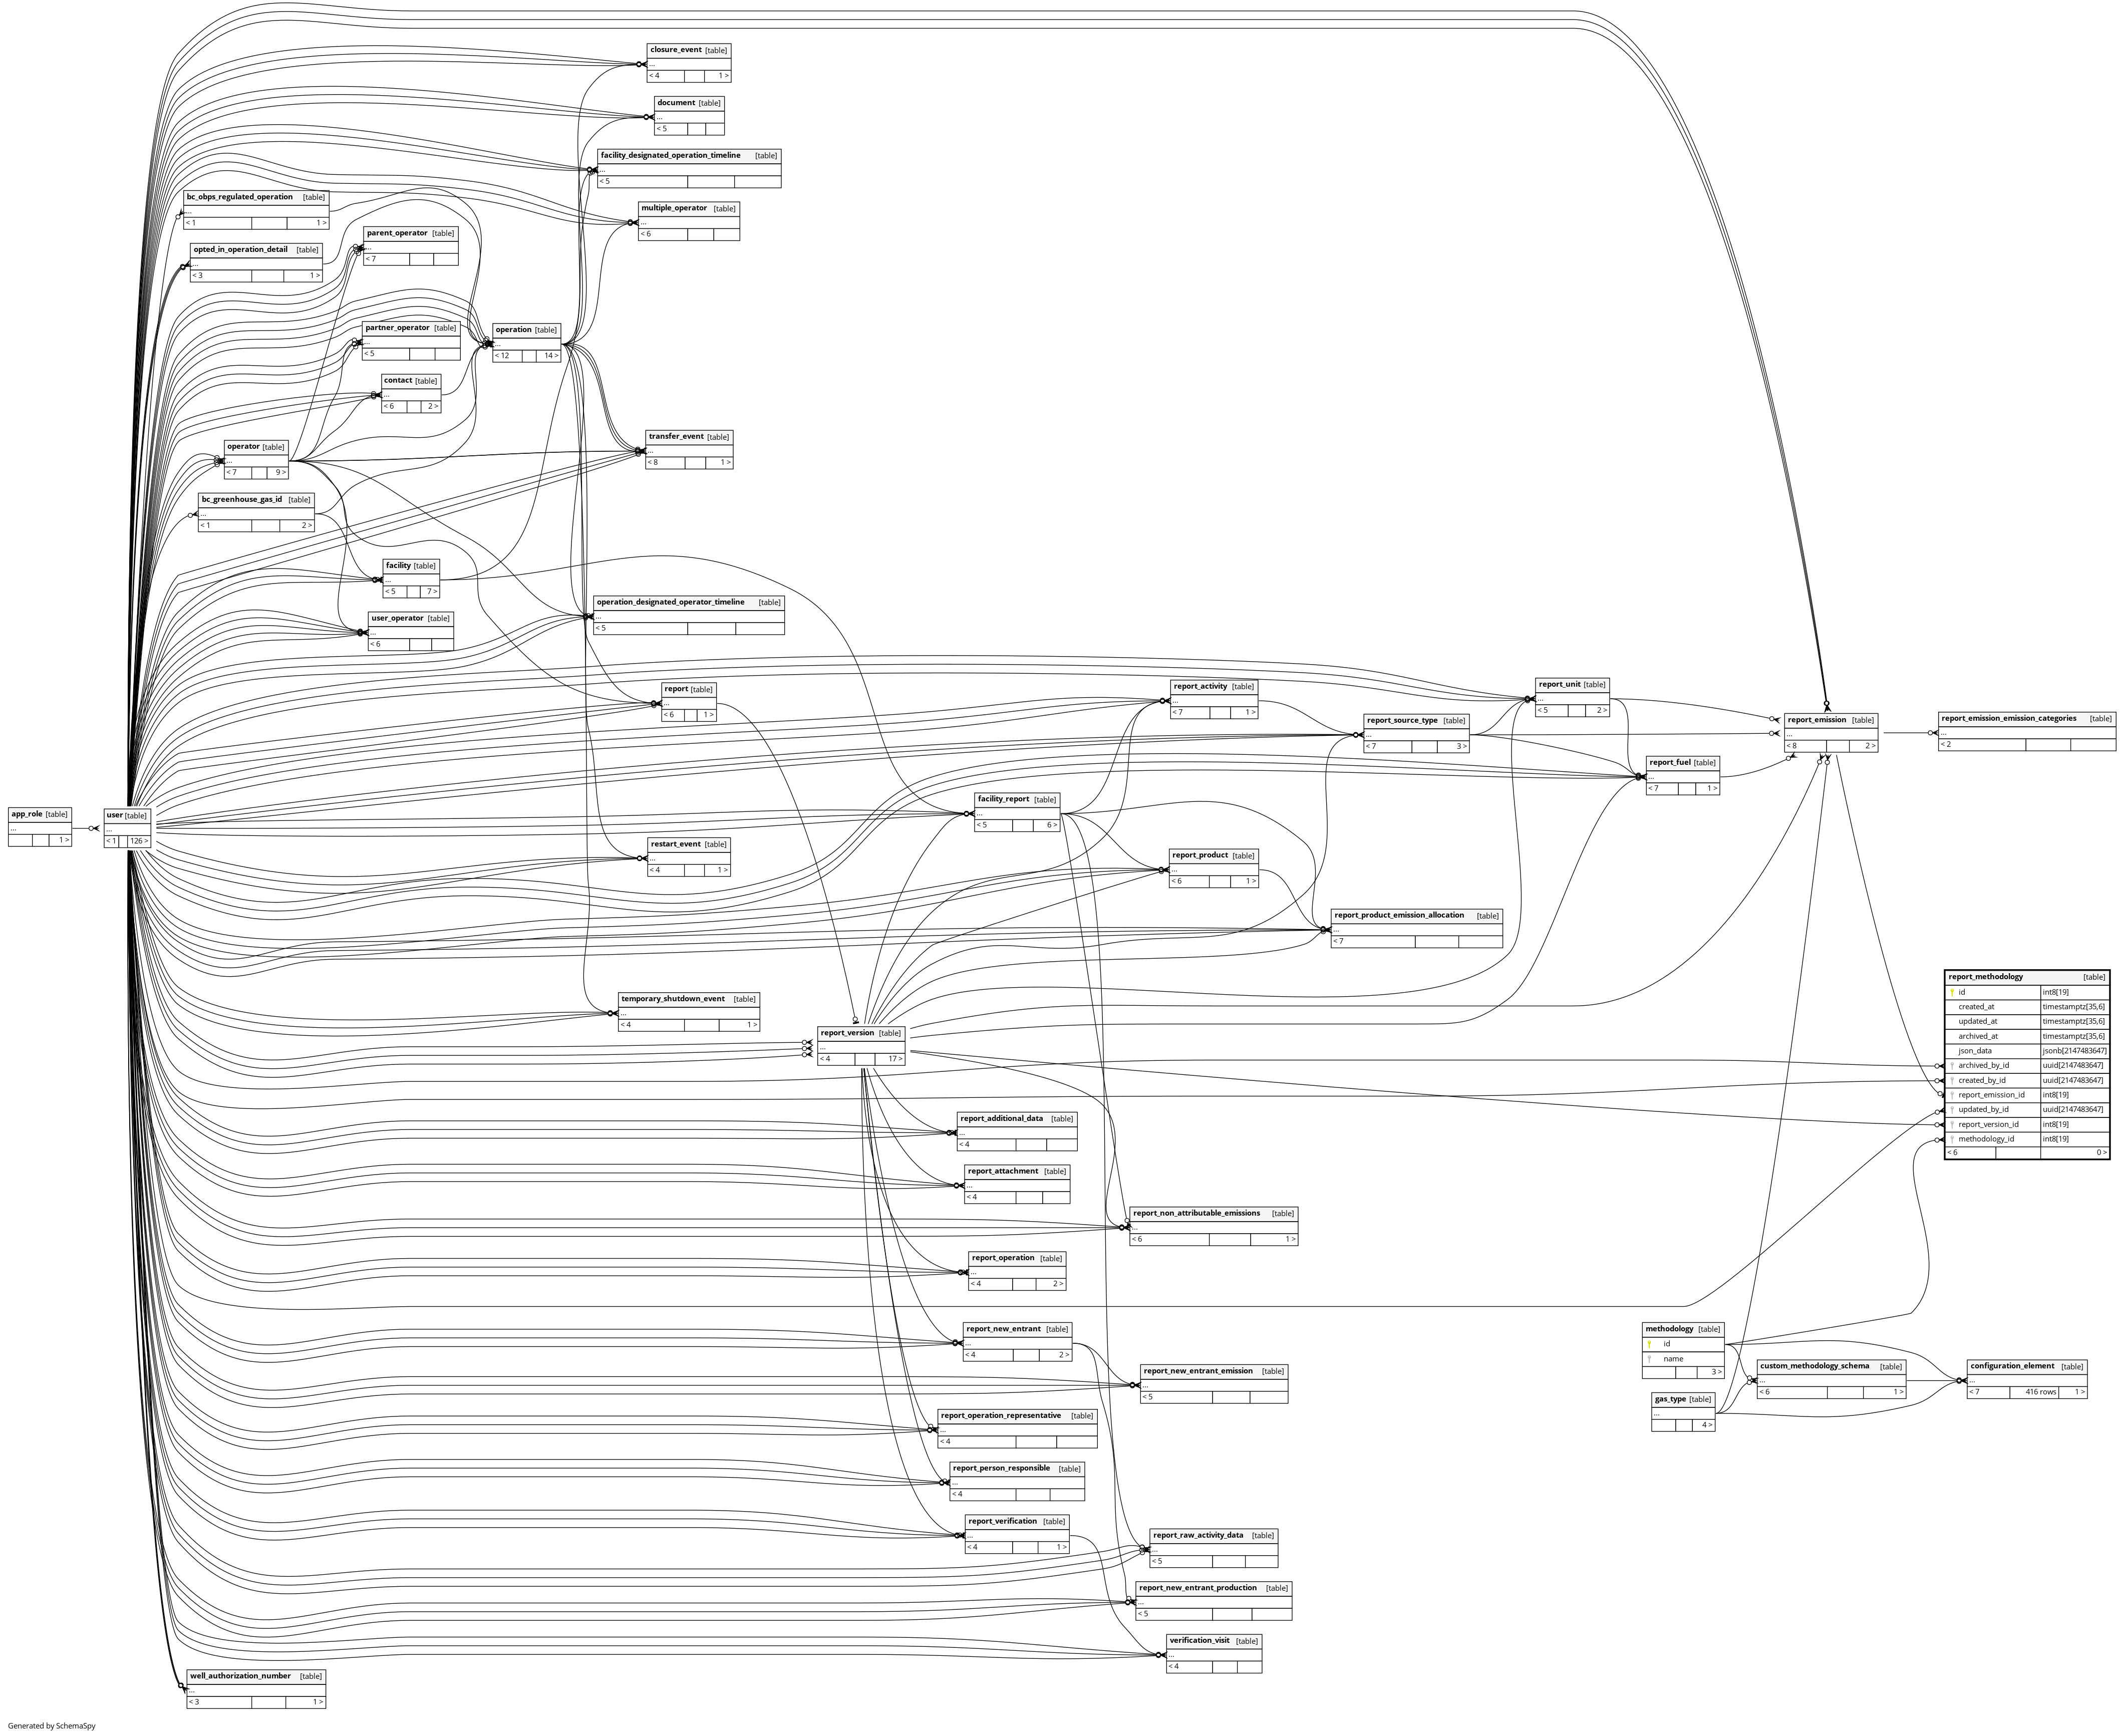 closure_event [table]
...
< 4 1 >
document [table]
...
< 5
facility_designated_operation_timeline [table]
...
< 5
bc_obps_regulated_operation [table]
...
< 1 1 >
multiple_operator [table]
...
< 6
parent_operator [table]
...
< 7
opted_in_operation_detail [table]
...
< 3 1 >
partner_operator [table]
...
< 5
operation [table]
...
< 12 14 >
contact [table]
...
< 6 2 >
operator [table]
...
< 7 9 >
transfer_event [table]
...
< 8 1 >
bc_greenhouse_gas_id [table]
...
< 1 2 >
facility [table]
...
< 5 7 >
user_operator [table]
...
< 6
operation_designated_operator_timeline [table]
...
< 5
report [table]
...
< 6 1 >
report_activity [table]
...
< 7 1 >
report_unit [table]
...
< 5 2 >
report_source_type [table]
...
< 7 3 >
report_emission [table]
...
< 8 2 >
report_emission_emission_categories [table]
...
< 2
report_fuel [table]
...
< 7 1 >
app_role [table]
...
1 >
user [table]
...
< 1 126 >
facility_report [table]
...
< 5 6 >
restart_event [table]
...
< 4 1 >
report_product [table]
...
< 6 1 >
report_product_emission_allocation [table]
...
< 7
temporary_shutdown_event [table]
...
< 4 1 >
report_version [table]
...
< 4 17 >
report_methodology [table]
id int8[19]
created_at timestamptz[35,6]
updated_at timestamptz[35,6]
archived_at timestamptz[35,6]
json_data jsonb[2147483647]
archived_by_id uuid[2147483647]
created_by_id uuid[2147483647]
report_emission_id int8[19]
updated_by_id uuid[2147483647]
report_version_id int8[19]
methodology_id int8[19]
< 6 0 >
report_additional_data [table]
...
< 4
report_attachment [table]
...
< 4
report_non_attributable_emissions [table]
...
< 6 1 >
report_operation [table]
...
< 4 2 >
report_new_entrant [table]
...
< 4 2 >
methodology [table]
id
name
3 >
report_new_entrant_emission [table]
...
< 5
custom_methodology_schema [table]
...
< 6 1 >
configuration_element [table]
...
< 7 416 rows 1 >
gas_type [table]
...
4 >
report_operation_representative [table]
...
< 4
report_person_responsible [table]
...
< 4
report_verification [table]
...
< 4 1 >
report_raw_activity_data [table]
...
< 5
report_new_entrant_production [table]
...
< 5
verification_visit [table]
...
< 4
well_authorization_number [table]
...
< 3 1 >
Generated by SchemaSpy